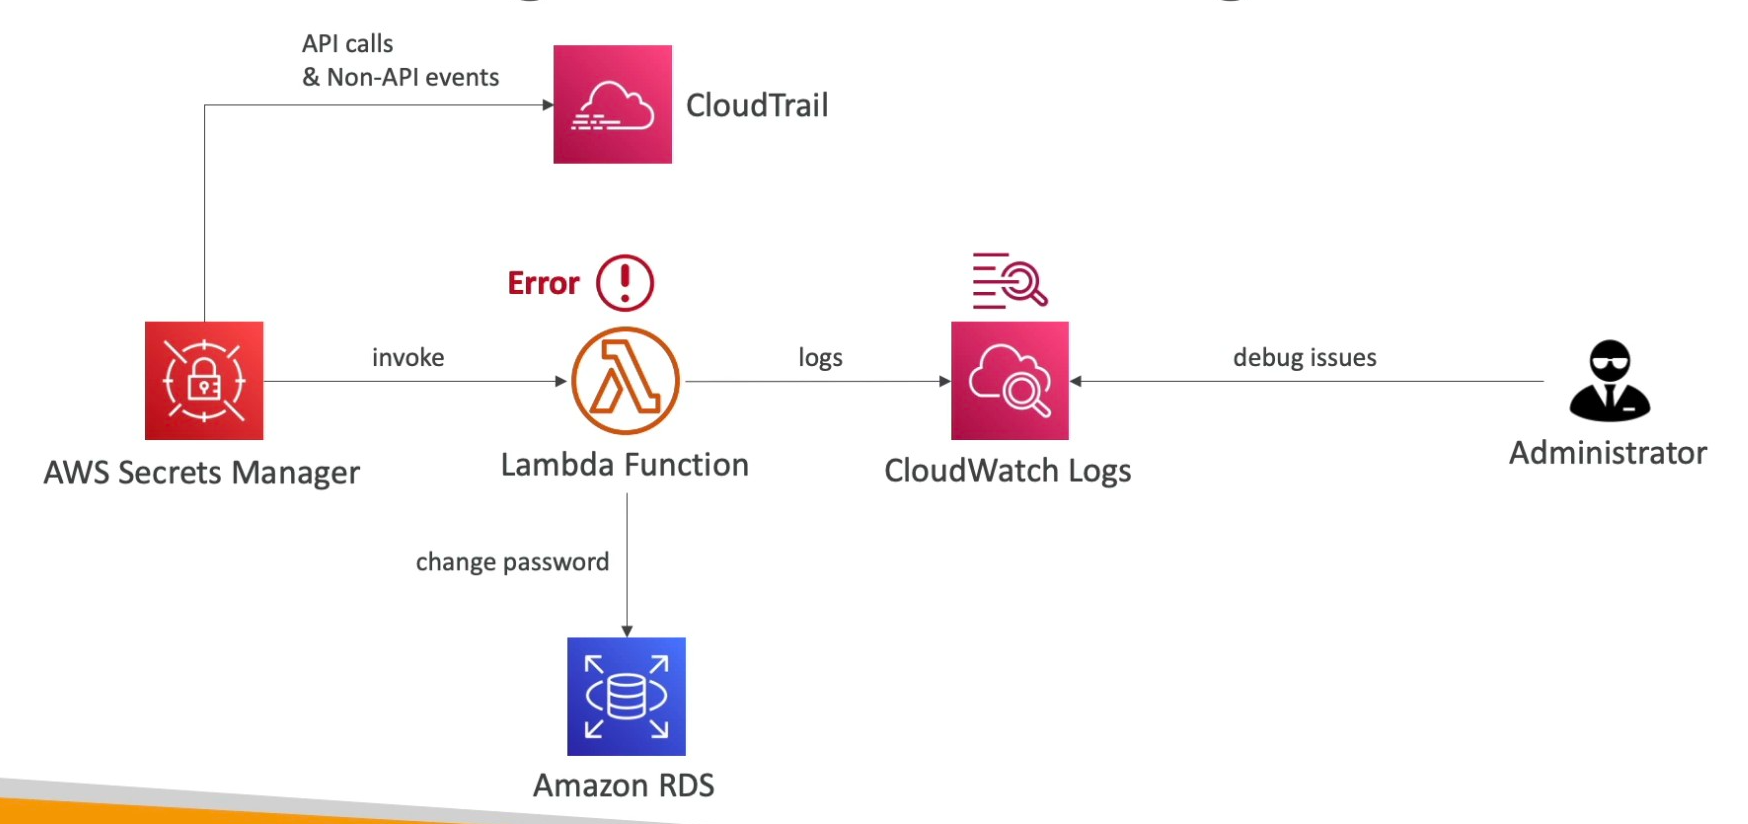 API calls
& Non-API events
CloudTrail
Error
invoke
logs
debug issues
AWS Secrets Manager
Lambda Function
CloudWatch Logs
Administrator
change password
Amazon RDS